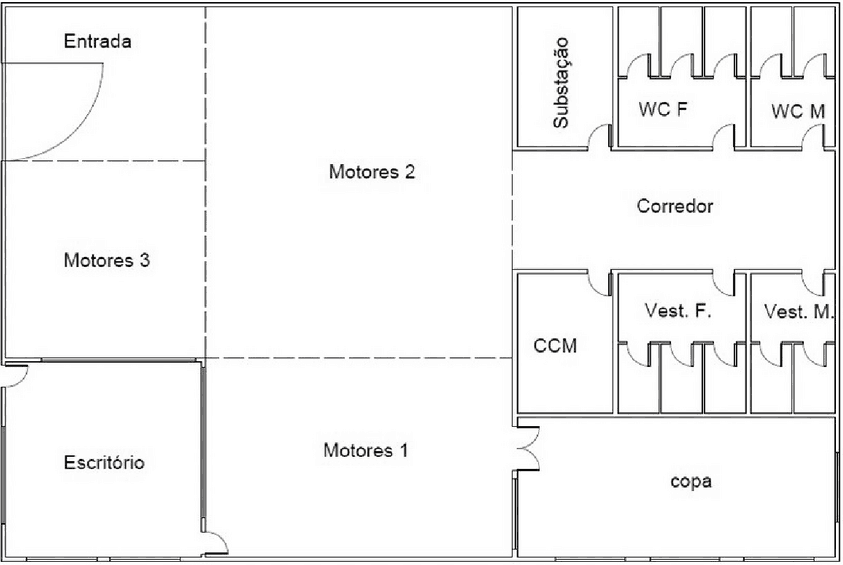 Entrada
Substação
WC F
WC M
Motores 2
Corredor
Motores 3
Vest. F.
Vest. M.
CCM
Motores 1
Escritório
copa